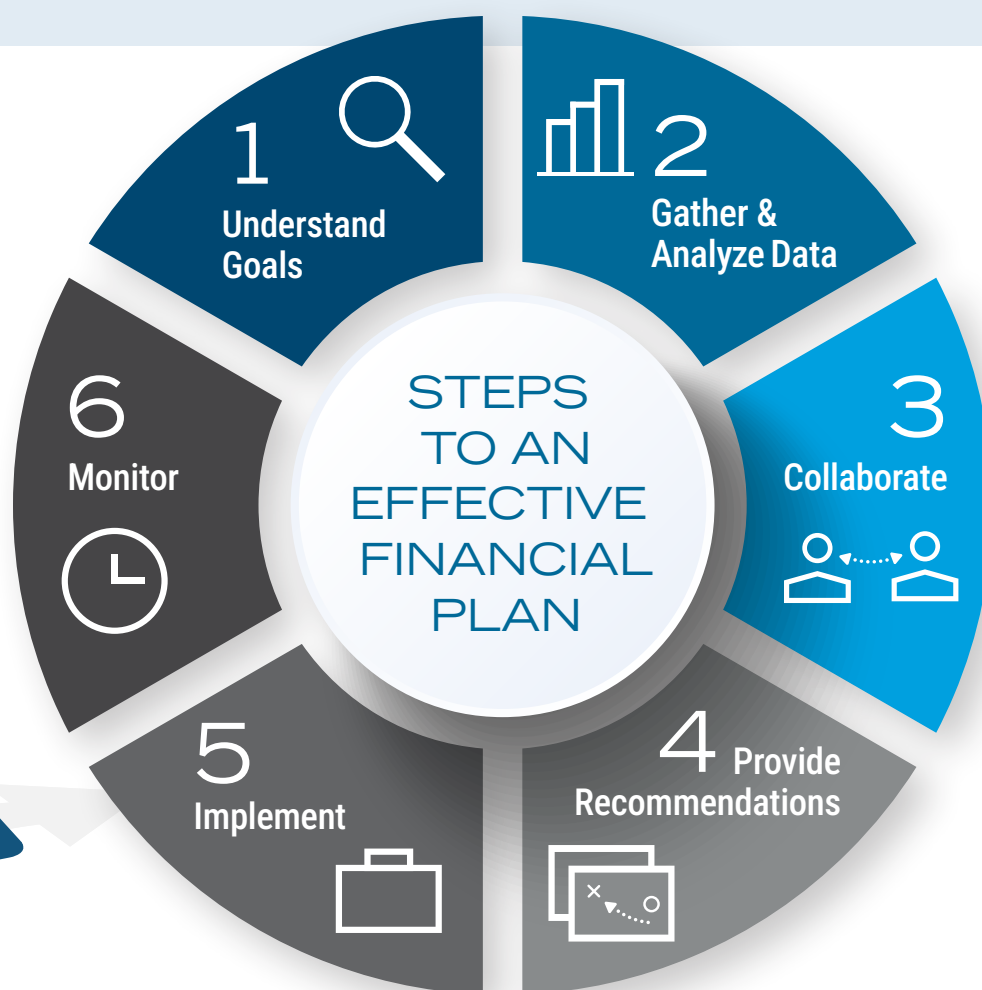 STEPS
TO AN
EFFECTIVE
FINANCIAL
PLAN
1
Understand
Goals
2
Gather &
Analyze Data
3
Collaborate
4 Provide
Recommendations
5
Implement
6
Monitor